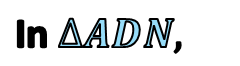 In ΔADN,